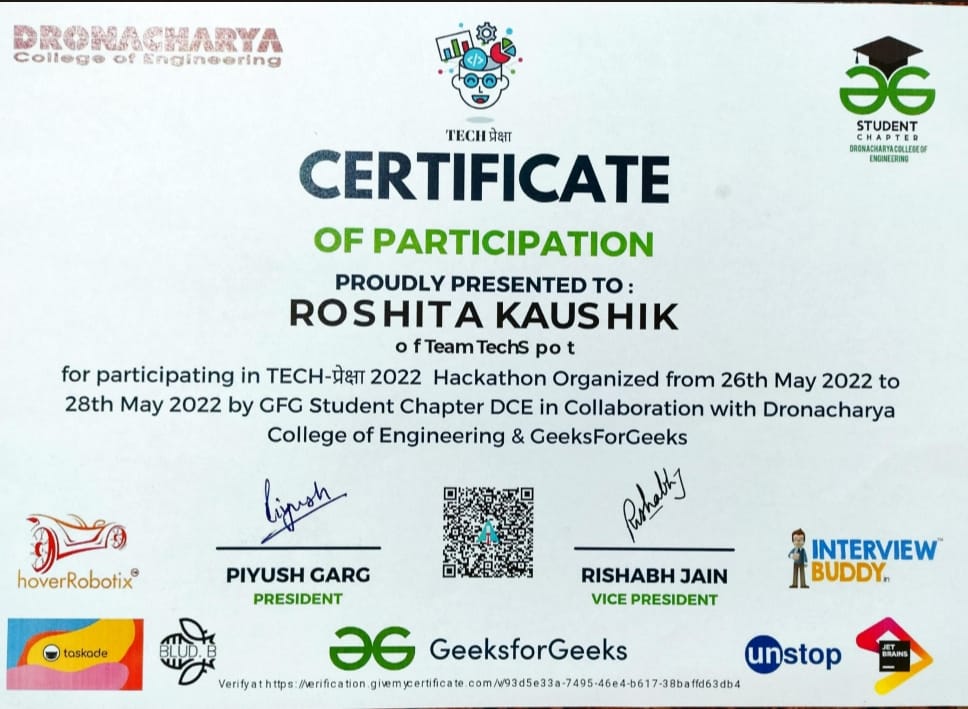 DRONACHARYA
College of Engineering
TECH प्रेक्षा
STUDENT
CHAPTER
DRONACHARYA COLLEGE OF
ENGINEERING
CERTIFICATE
OF PARTICIPATION
PROUDLY PRESENTED TO :
ROSHITA KAUSHIK
of Team TechSpot
for participating in TECH-प्रेक्षा 2022 Hackathon Organized from 26th May 2022 to
28th May 2022 by GFG Student Chapter DCE in Collaboration with Dronacharya
College of Engineering & GeeksForGeeks
Piyush
Rishabh J
PIYUSH GARG
PRESIDENT
RISHABH JAIN
VICE PRESIDENT
hoverRobotix
INTERVIEW
BUDDY.in
taskade
BLUD. B
GeeksforGeeks
unstop
JET
BRAINS
Verify at https://verification.givemycertificate.com/v/93d5e33a-7495-46e4-b617-38baffd63db4